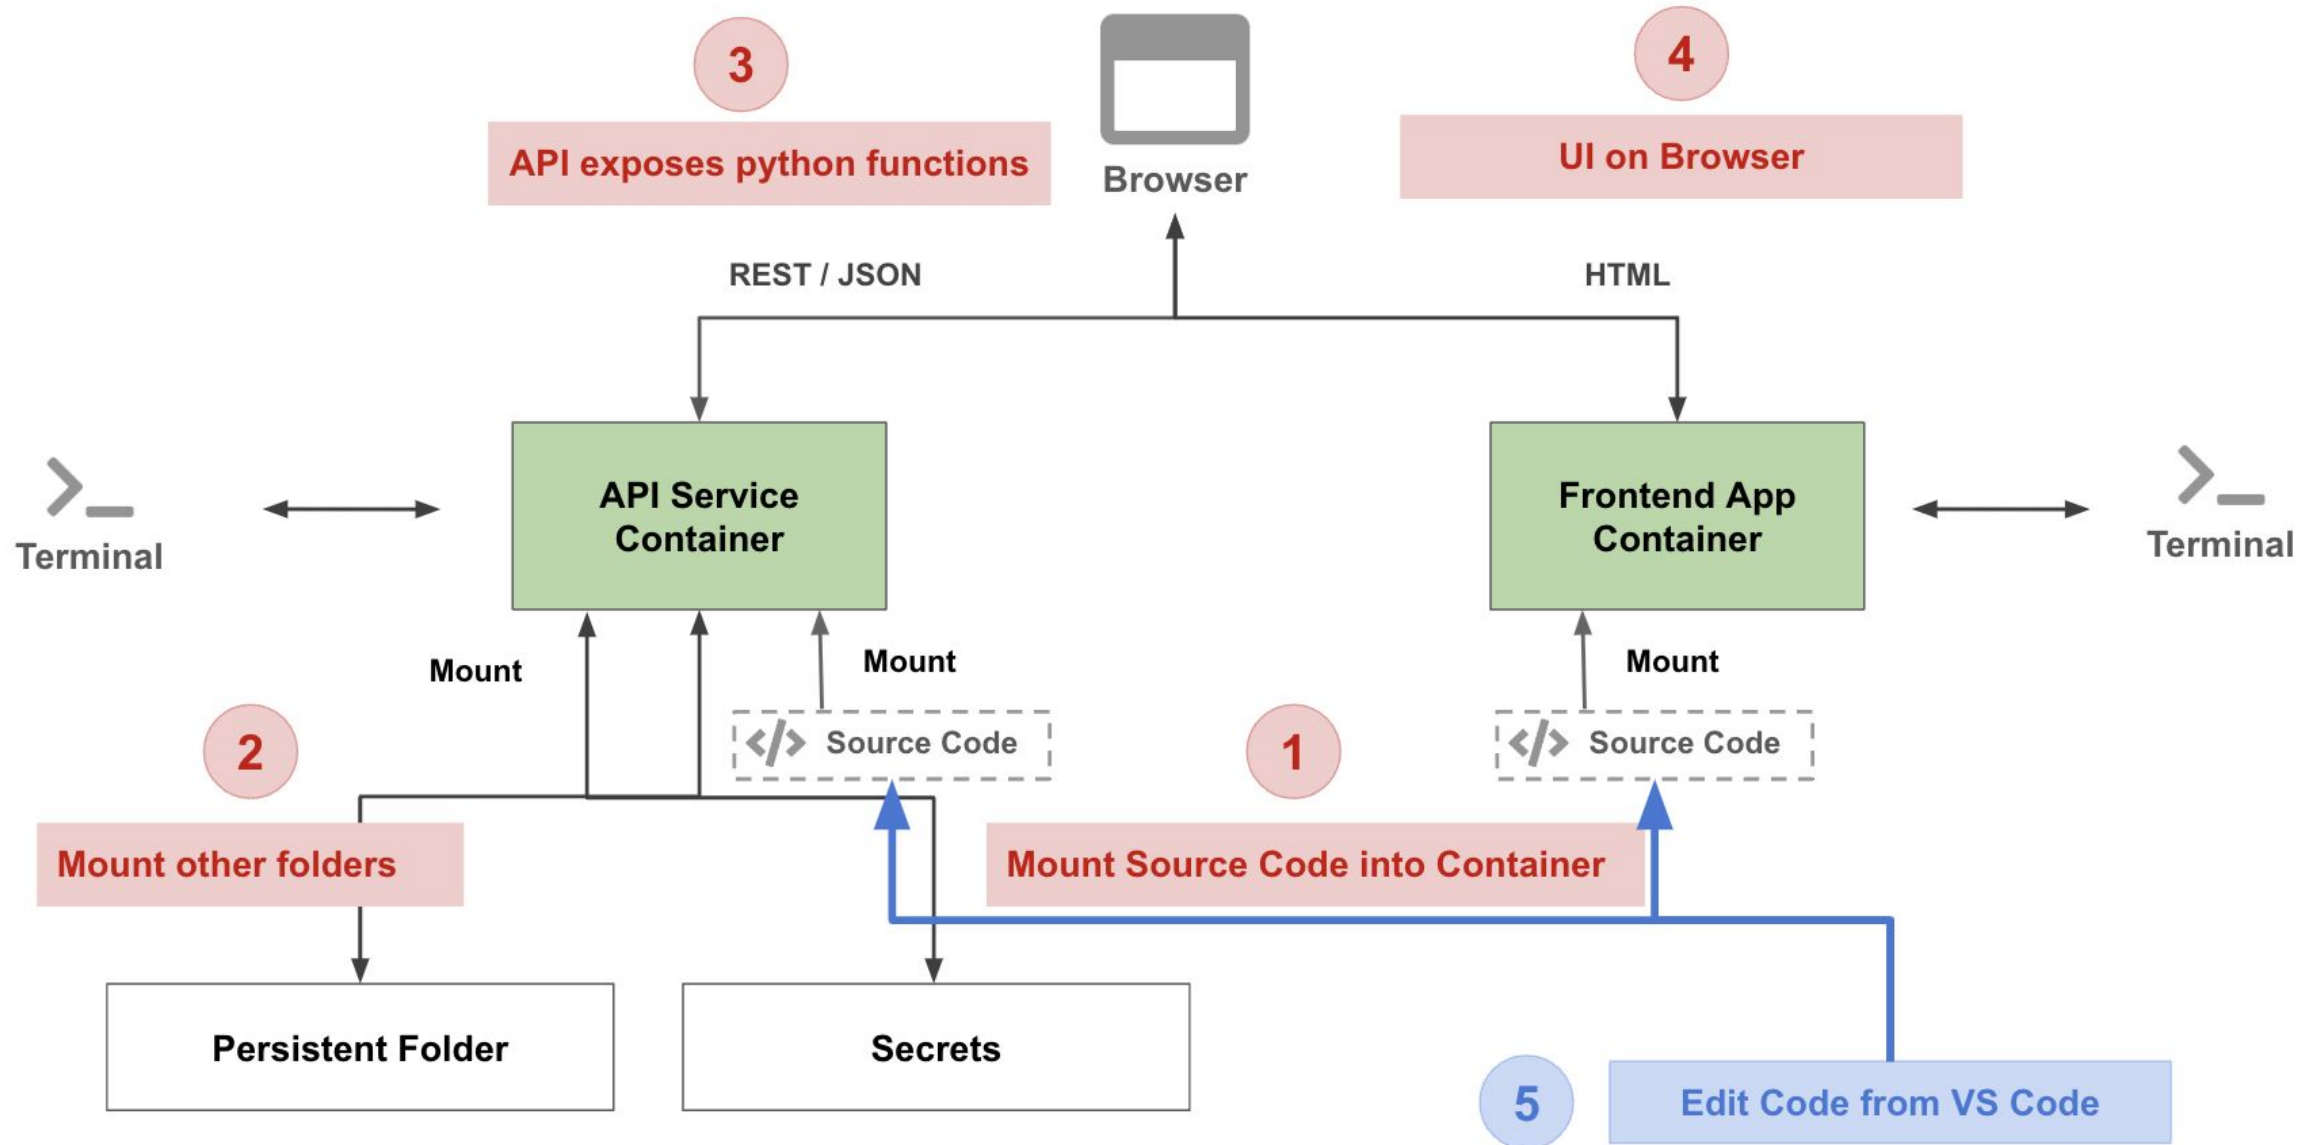 3
4
API exposes python functions
UI on Browser
Browser
REST / JSON
HTML
API Service
Container
Frontend App
Container
Terminal
Terminal
Mount
Mount
Mount
2
Source Code
1
Source Code
Mount other folders
Mount Source Code into Container
Persistent Folder
Secrets
5
Edit Code from VS Code